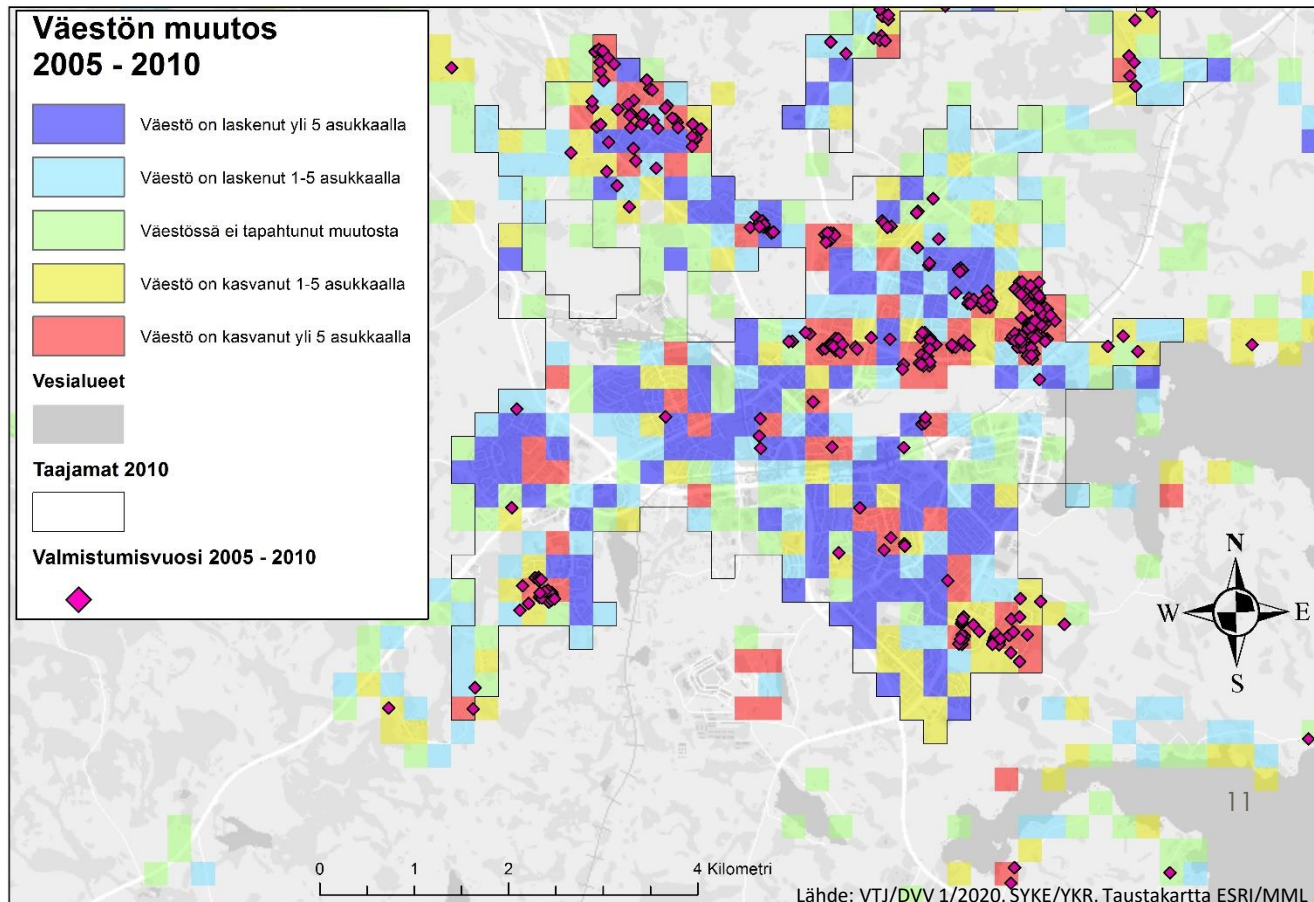 Väestön muutos
2005 - 2010
Väestö on laskenut yli 5 asukkaalla
Väestö on laskenut 1-5 asukkaalla
Väestössä ei tapahtunut muutosta
Väestö on kasvanut 1-5 asukkaalla
Väestö on kasvanut yli 5 asukkaalla
Vesialueet
Taajamat 2010
Valmistumisvuosi 2005 - 2010
N
W E
S
11
0 2 4 Kilometri
Lähde: VTJ/DVV 1/2020, SYKE/YKR, Taustakartta ESRI/MML